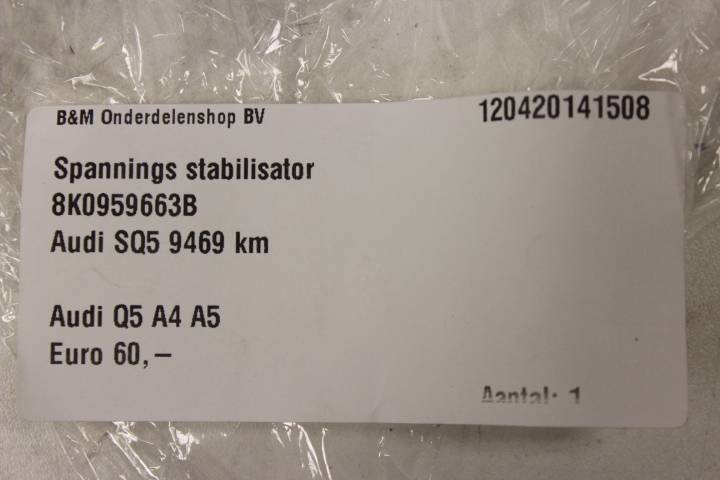 B&M Onderdelenshop BV 120420141508
Spannings stabilisator
8K0959663B
Audi SQ5 9469 km
Audi Q5 A4 A5
Euro 60,–
Aantal: 1